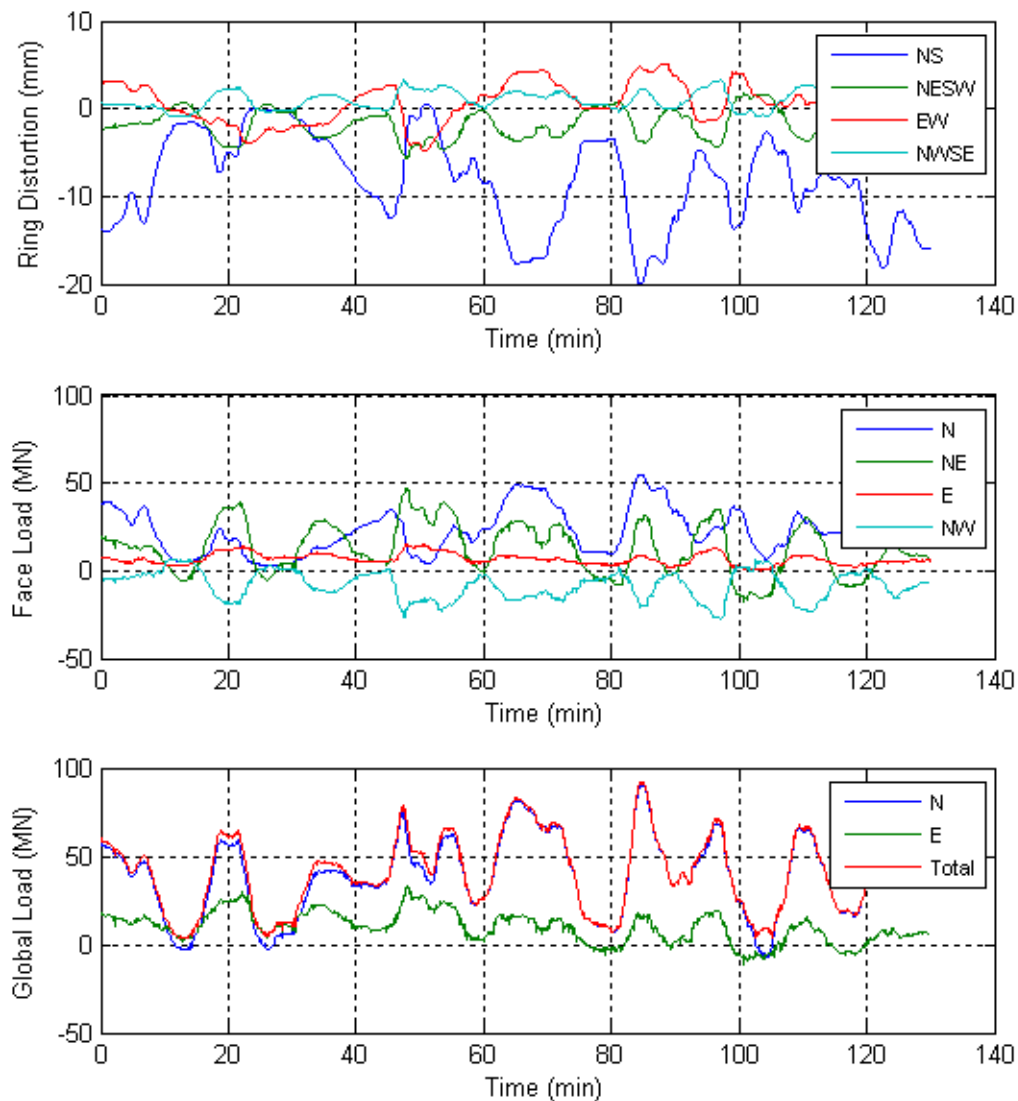 10
0
-10
-20
Ring Distortion (mm)
NS
NESW
EW
NWSE
0 20 40 60 80 100 120 140
Time (min)
100
50
0
-50
Face Load (MN)
N
NE
E
NW
0 20 40 60 80 100 120 140
Time (min)
100
50
0
-50
Global Load (MN)
N
E
Total
0 20 40 60 80 100 120 140
Time (min)